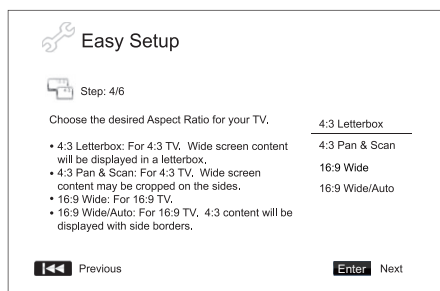 Easy Setup
Step: 4/6
Choose the desired Aspect Ratio for your TV.
• 4:3 Letterbox: For 4:3 TV. Wide screen content
will be displayed in a letterbox.
• 4:3 Pan & Scan: For 4:3 TV. Wide screen
content may be cropped on the sides.
• 16:9 Wide: For 16:9 TV.
• 16:9 Wide/Auto: For 16:9 TV. 4:3 content will be
displayed with side borders.
4:3 Letterbox
4:3 Pan & Scan
16:9 Wide
16:9 Wide/Auto
Previous
Enter Next